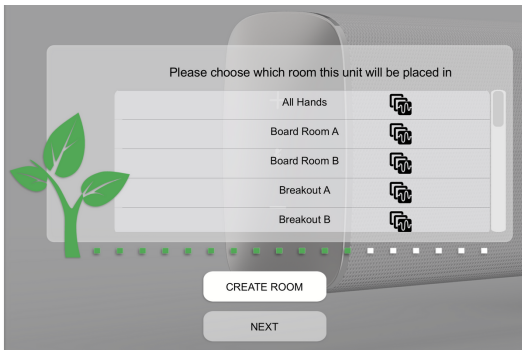 Please choose which room this unit will be placed in
All Hands
Board Room A
Board Room B
Breakout A
Breakout B
CREATE ROOM
NEXT